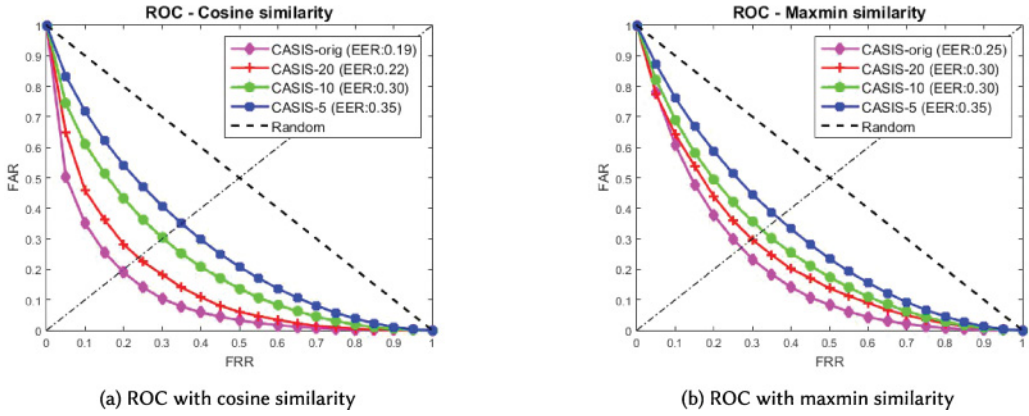 ROC - Cosine similarity
CASIS-orig (EER:0.19)
CASIS-20 (EER:0.22)
CASIS-10 (EER:0.30)
CASIS-5 (EER:0.35)
Random
FAR
1
0.9
0.8
0.7
0.6
0.5
0.4
0.3
0.2
0.1
0
0 0.1 0.2 0.3 0.4 0.5 0.6 0.7 0.8 0.9 1
FRR
(a) ROC with cosine similarity
ROC - Maxmin similarity
CASIS-orig (EER:0.25)
CASIS-20 (EER:0.30)
CASIS-10 (EER:0.30)
CASIS-5 (EER:0.35)
Random
FAR
1
0.9
0.8
0.7
0.6
0.5
0.4
0.3
0.2
0.1
0
0 0.1 0.2 0.3 0.4 0.5 0.6 0.7 0.8 0.9 1
FRR
(b) ROC with maxmin similarity